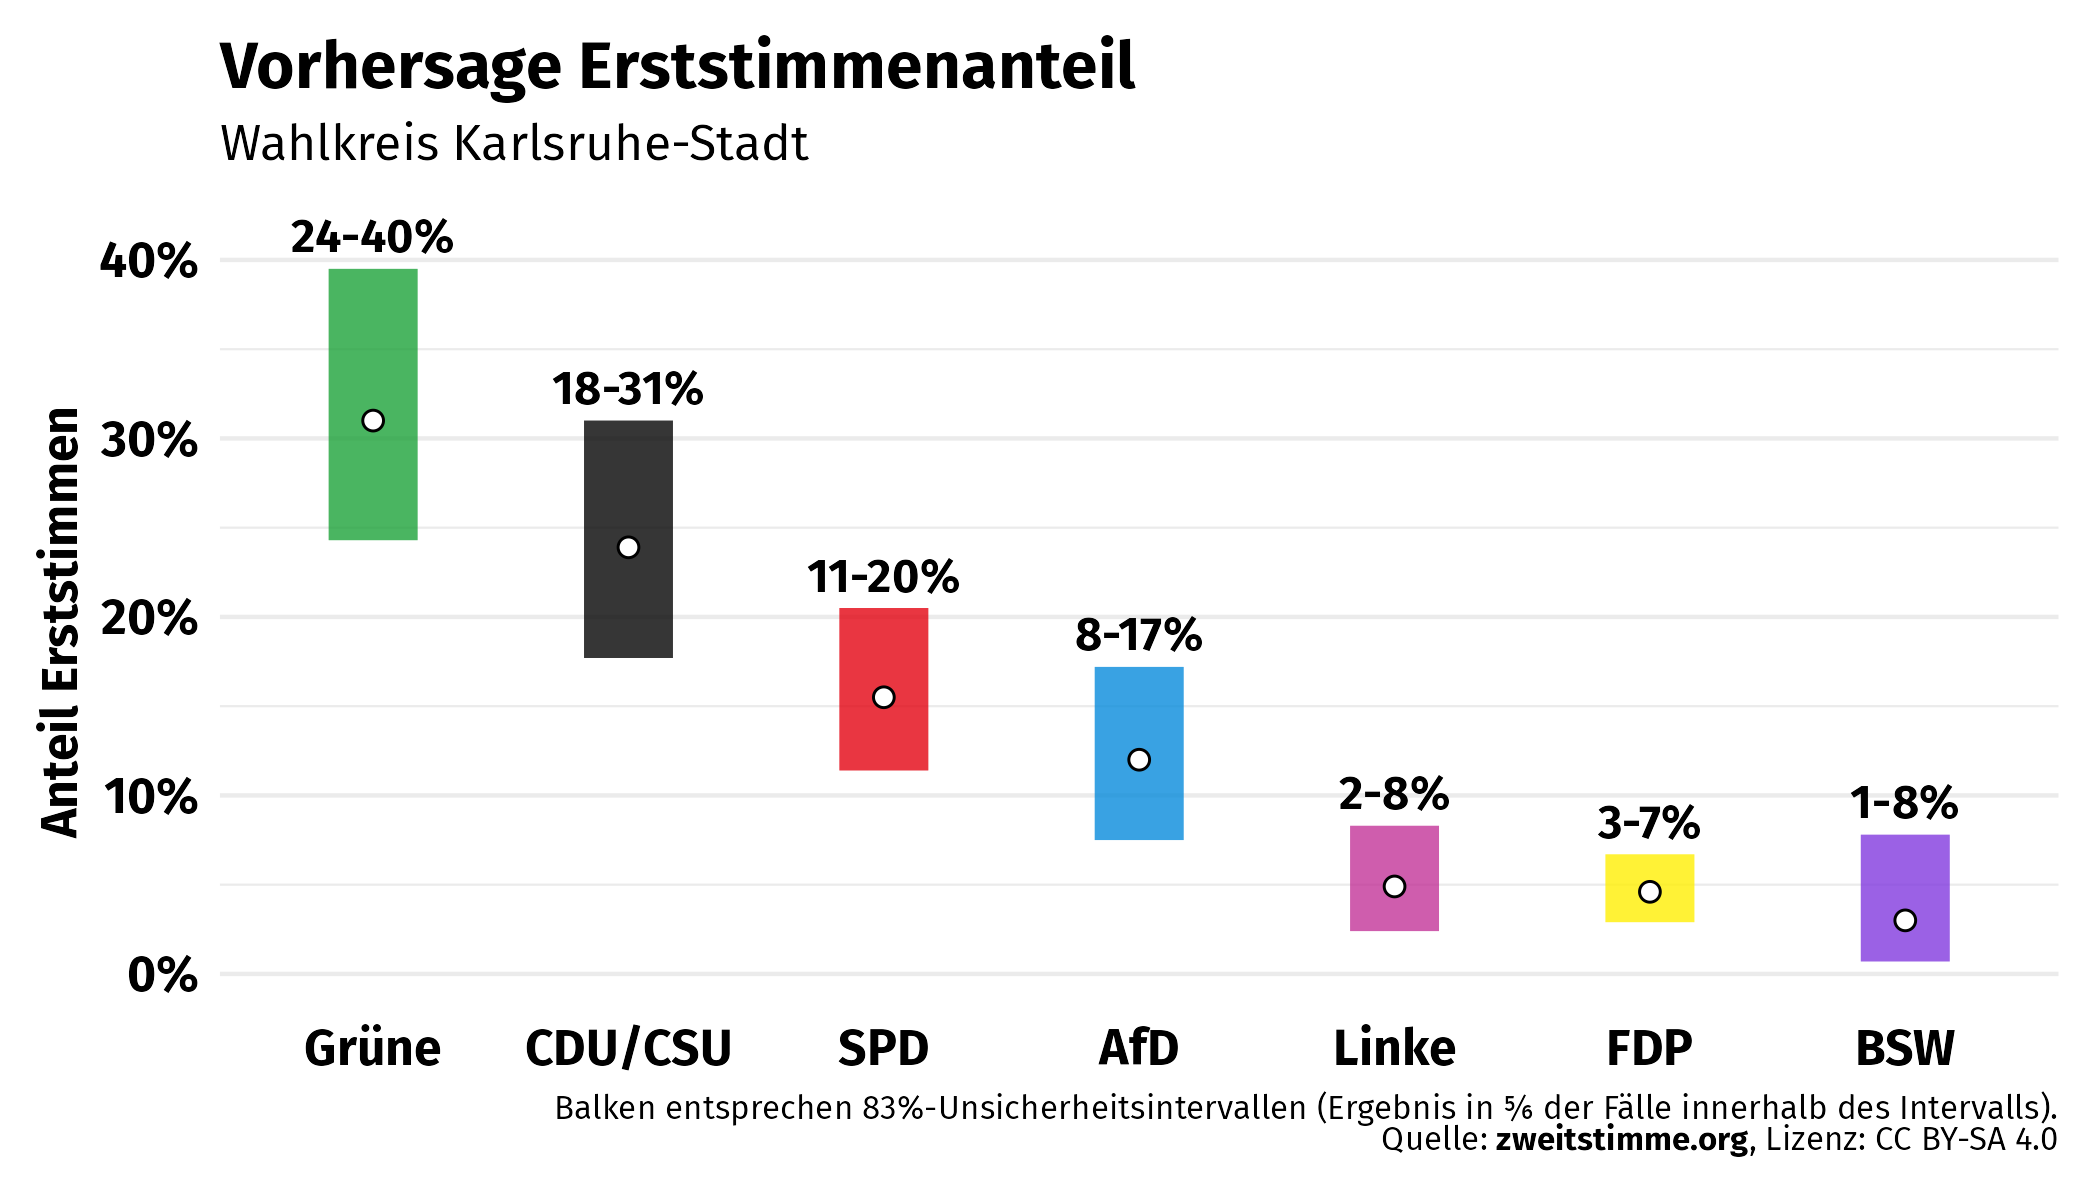 Vorhersage Erststimmenanteil
Wahlkreis Karlsruhe-Stadt
Anteil Erststimmen
40%
30%
20%
10%
0%
24-40%
18-31%
11-20%
8-17%
2-8%
3-7%
1-8%
Grüne
CDU/CSU
SPD
AfD
Linke
FDP
BSW
Balken entsprechen 83%-Unsicherheitsintervallen (Ergebnis in ⅚ der Fälle innerhalb des Intervalls).
Quelle: zweitstimme.org, Lizenz: CC BY-SA 4.0